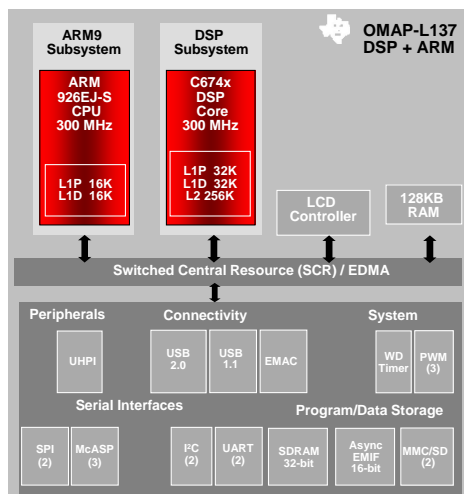 OMAP-L137
DSP + ARM
ARM9
Subsystem
ARM
926EJ-S
CPU
300 MHz
L1P 16K
L1D 16K
DSP
Subsystem
C674x
DSP
Core
300 MHz
L1P 32K
L1D 32K
L2 256K
LCD
Controller
128KB
RAM
Switched Central Resource (SCR) / EDMA
Peripherals
UHPI
Connectivity
USB
2.0
USB
1.1
EMAC
System
WD
Timer
PWM
(3)
Serial Interfaces
SPI
(2)
McASP
(3)
I²C
(2)
UART
(2)
Program/Data Storage
SDRAM
32-bit
Async
EMIF
16-bit
MMC/SD
(2)